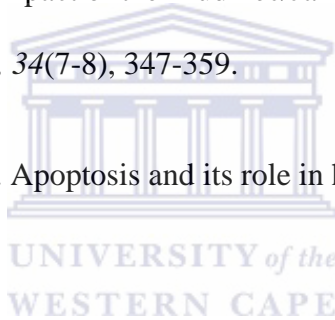 34(7-8), 347-359.
Apoptosis and its role in
UNIVERSITY of the
WESTERN CAPE